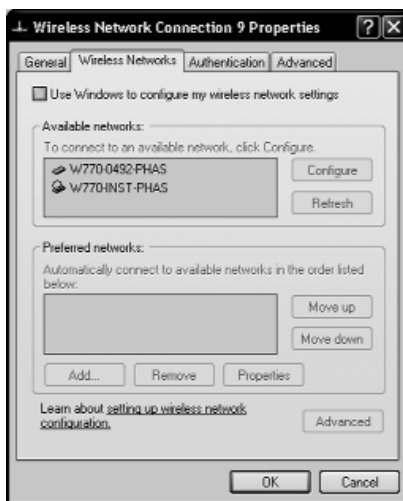 Wireless Network Connection 9 Properties
General Wireless Networks Authentication Advanced
Use Windows to configure my wireless network settings
Available networks:
To connect to an available network, click Configure.
W770-0492-PHAS
W770-INST-PHAS
Configure
Refresh
Preferred networks:
Automatically connect to available networks in the order listed
below:
Move up
Move down
Add... Remove Properties
Learn about setting up wireless network
configuration.
Advanced
OK Cancel